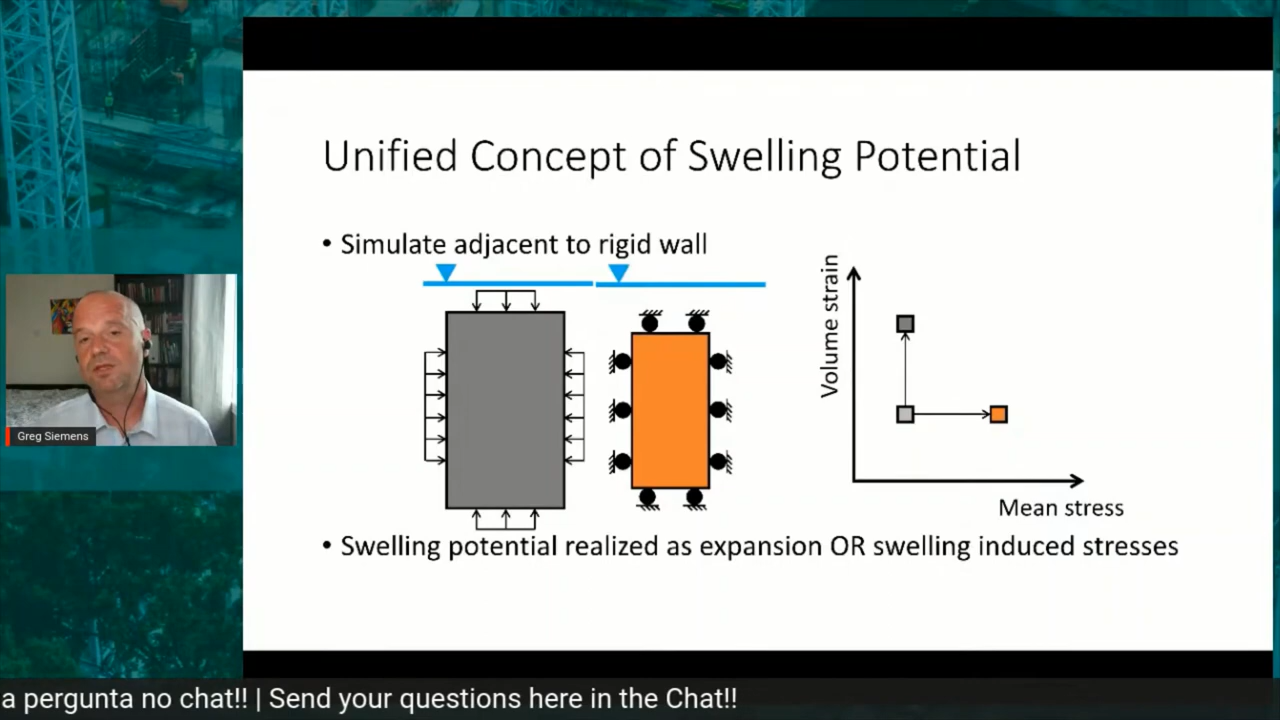 Unified Concept of Swelling Potential
• Simulate adjacent to rigid wall
Volume strain
Mean stress
• Swelling potential realized as expansion OR swelling induced stresses
Greg Siemens
a pergunta no chat!! | Send your questions here in the Chat!!